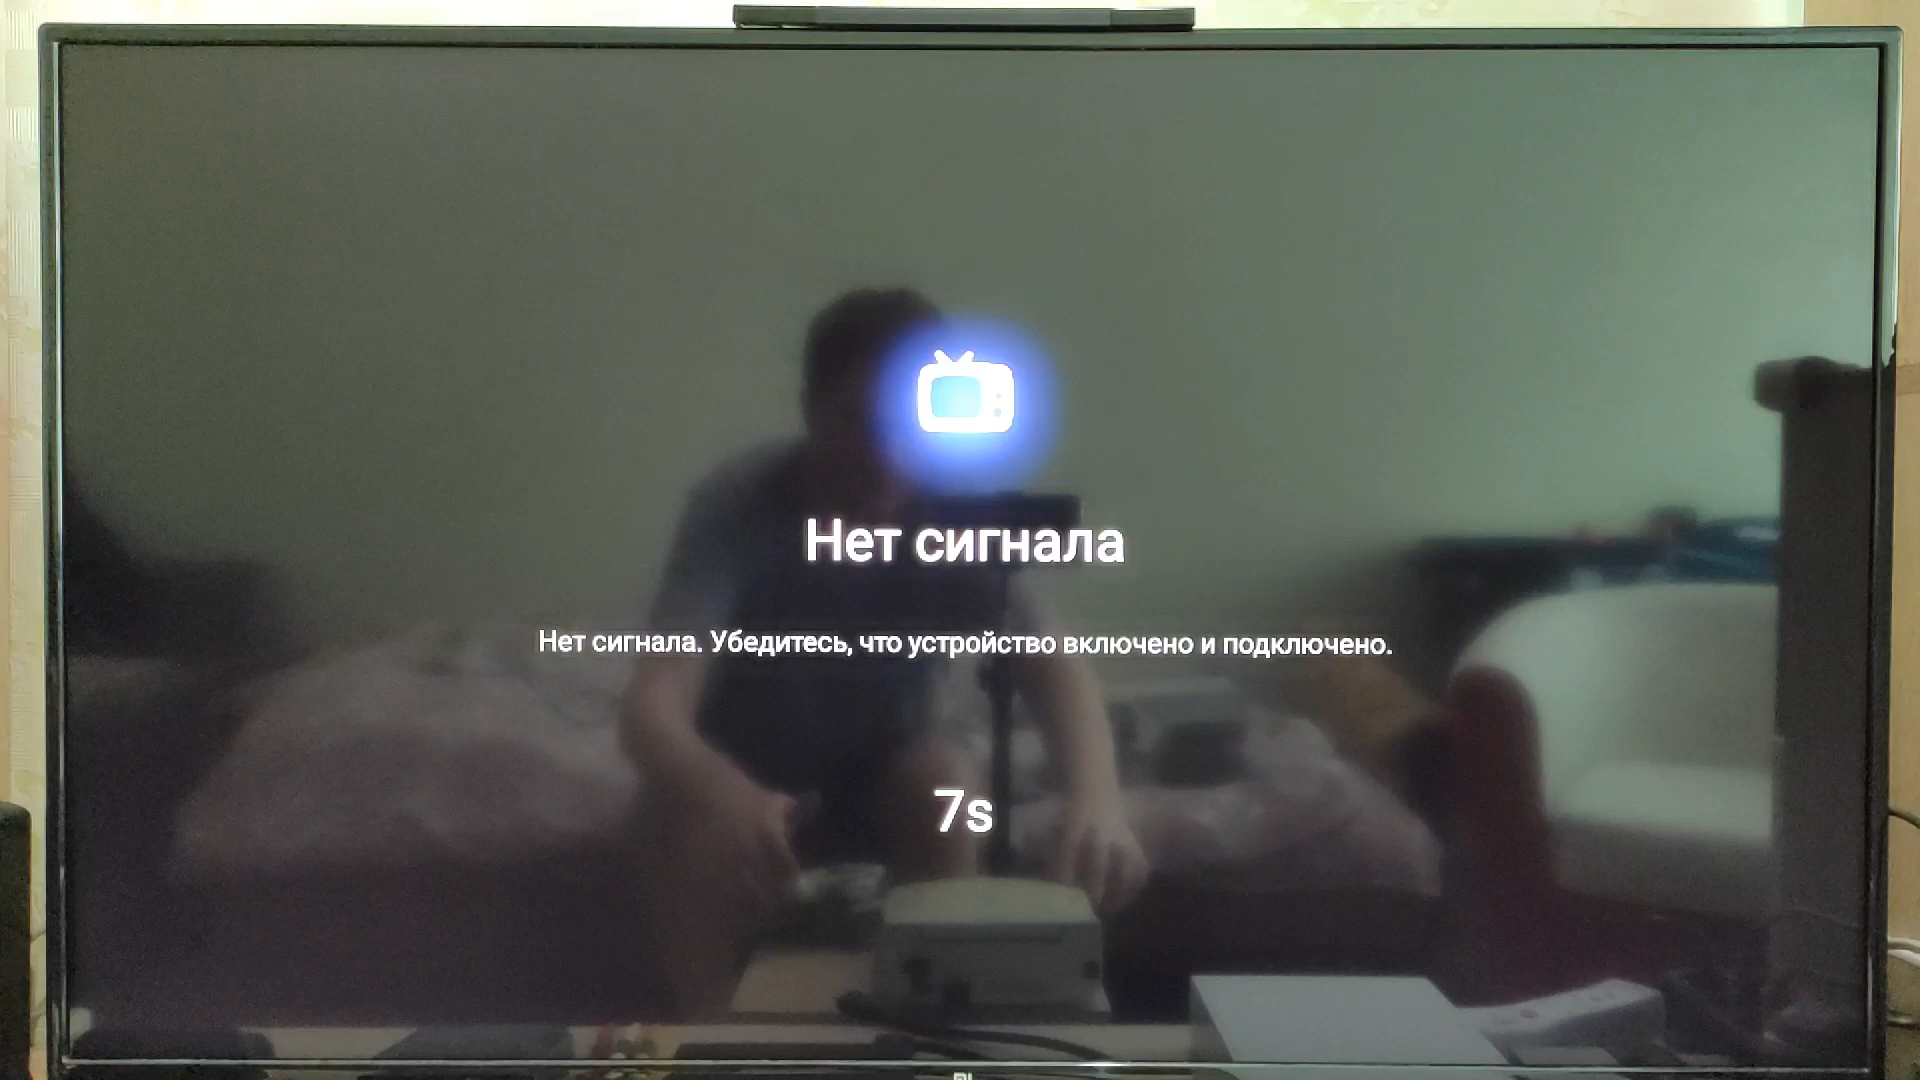 Нет сигнала
Нет сигнала. Убедитесь, что устройство включено и подключено.
7s